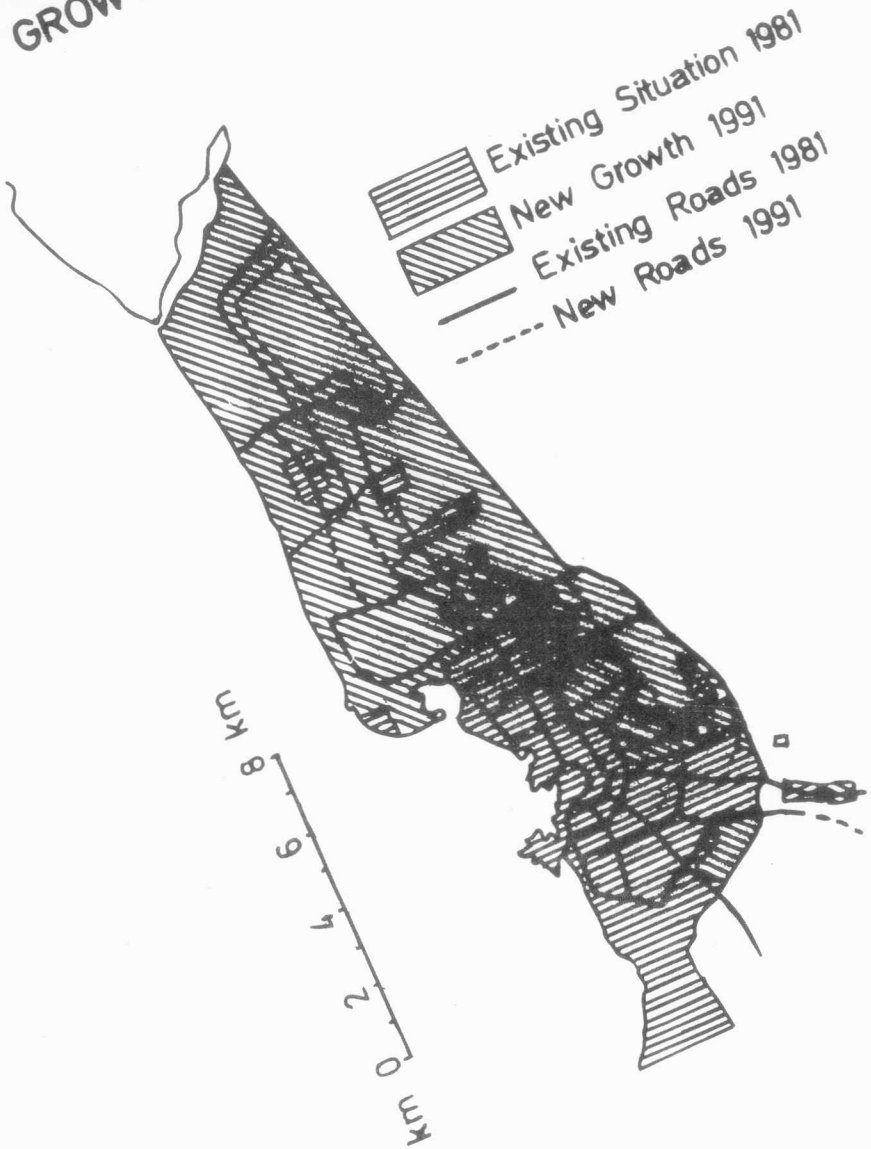 GROW
Existing Situation 1981
New Growth 1991
Existing Roads 1981
New Roads 1991
km 0 2 4 6 8 km